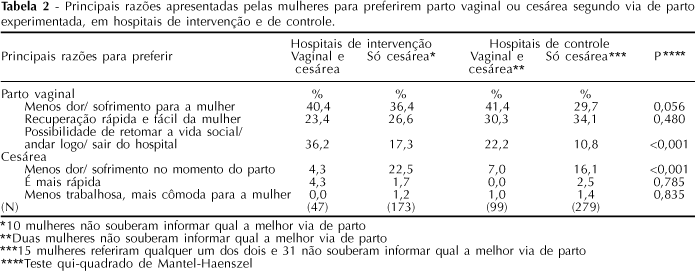 Tabela 2 - Principais razões apresentadas pelas mulheres para preferirem parto vaginal ou cesárea segundo via de parto
experimentada, em hospitais de intervenção e de controle.
Principais razões para preferir Hospitais de intervenção Hospitais de controle
Vaginal e cesárea Só cesárea* Vaginal e cesárea** Só cesárea*** P****
Parto vaginal % % % %
Menos dor/ sofrimento para a mulher 40,4 36,4 41,4 29,7 0,056
Recuperação rápida e fácil da mulher 23,4 26,6 30,3 34,1 0,480
Possibilidade de retomar a vida social/
andar logo/ sair do hospital 36,2 17,3 22,2 10,8 <0,001
Cesárea
Menos dor/ sofrimento no momento do parto 4,3 22,5 7,0 16,1 <0,001
É mais rápida 4,3 1,7 0,0 2,5 0,785
Menos trabalhosa, mais cômoda para a mulher 0,0 1,2 1,0 1,4 0,835
(N) (47) (173) (99) (279)
*10 mulheres não souberam informar qual a melhor via de parto
**Duas mulheres não souberam informar qual a melhor via de parto
***15 mulheres referiram qualquer um dos dois e 31 não souberam informar qual a melhor via de parto
****Teste qui-quadrado de Mantel-Haenszel